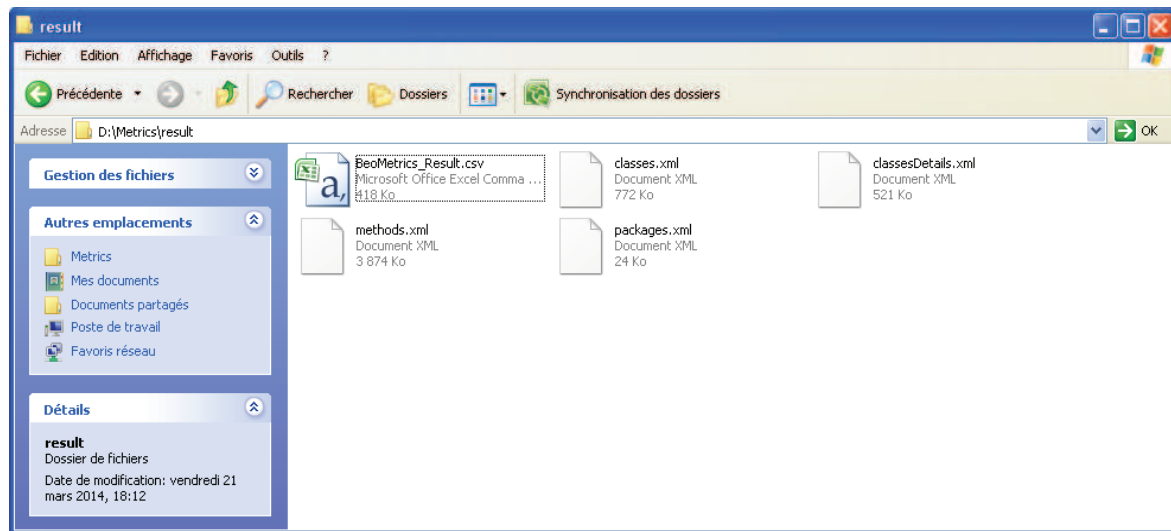 result
Fichier Edition Affichage Favoris Outils ?
Précédente Rechercher Dossiers Synchronisation des dossiers
Adresse D:\Metrics\result OK
Gestion des fichiers
Autres emplacements
Metrics
Mes documents
Documents partagés
Poste de travail
Favoris réseau
Détails
result
Dossier de fichiers
Date de modification: vendredi 21
mars 2014, 18:12
a,
BeoMetrics_Result.csv
Microsoft Office Excel Comma ...
418 Ko
classes.xml
Document XML
772 Ko
classesDetails.xml
Document XML
521 Ko
methods.xml
Document XML
3 874 Ko
packages.xml
Document XML
24 Ko